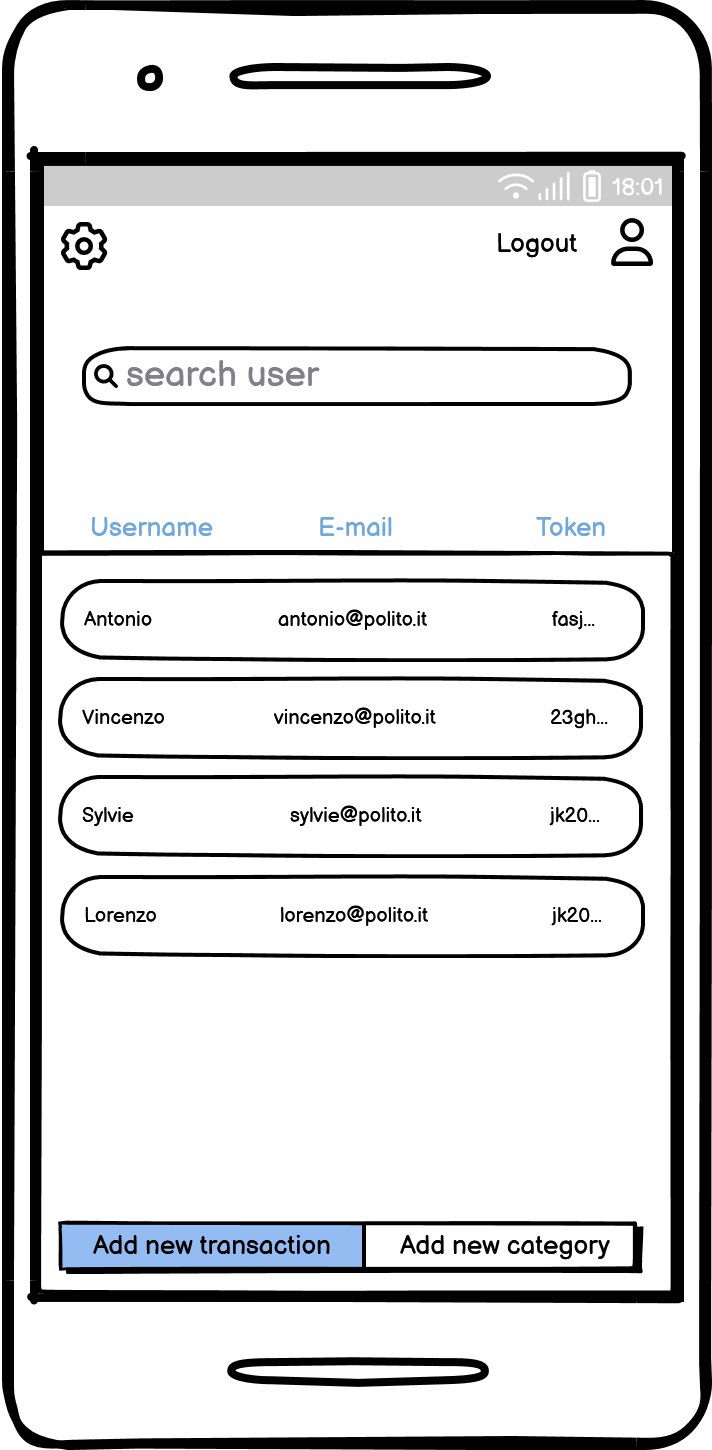 18:01
Logout
search user
Username E-mail Token
Antonio antonio@polito.it fasj...
Vincenzo vincenzo@polito.it 23gh...
Sylvie sylvie@polito.it jk20...
Lorenzo lorenzo@polito.it jk20...
Add new transaction Add new category